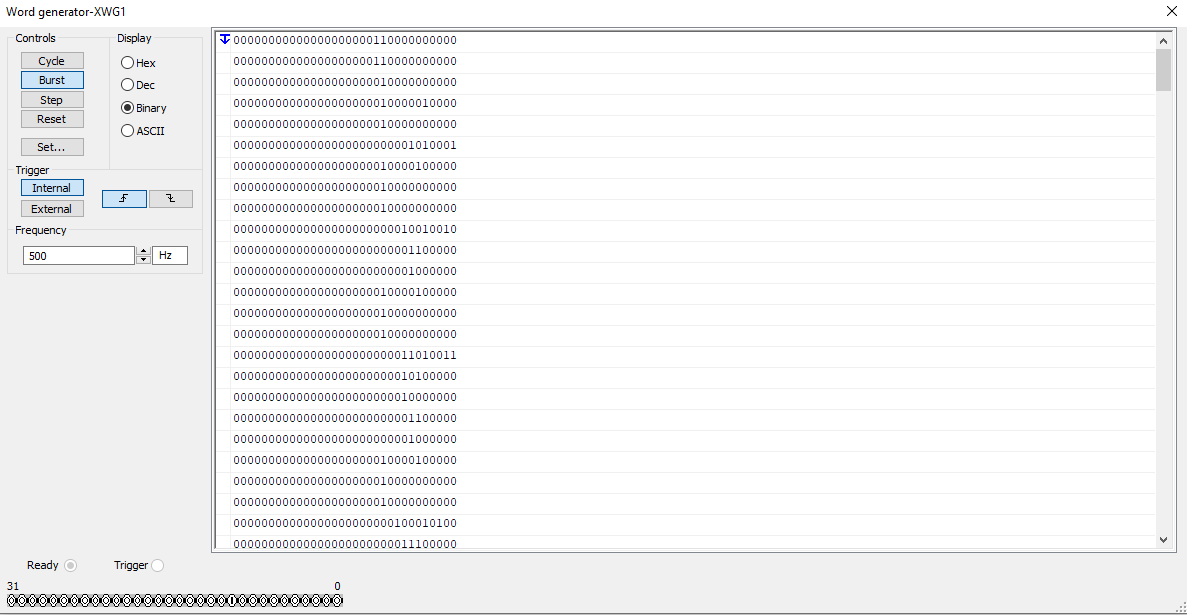 Word generator-XWG1
Controls
Cycle
Burst
Step
Reset
Set...
Display
Hex
Dec
Binary
ASCII
Trigger
Internal
External
Frequency
500 Hz
00000000000000000000110000000000
00000000000000000000110000000000
00000000000000000000010000000000
00000000000000000000010000010000
00000000000000000000010000000000
00000000000000000000000001010001
00000000000000000000010000100000
00000000000000000000010000000000
00000000000000000000010000000000
00000000000000000000000010010010
00000000000000000000000001100000
00000000000000000000000001000000
00000000000000000000010000100000
00000000000000000000010000000000
00000000000000000000010000000000
00000000000000000000000011010011
00000000000000000000000010100000
00000000000000000000000010000000
00000000000000000000000001100000
00000000000000000000000001000000
00000000000000000000010000100000
00000000000000000000010000000000
00000000000000000000010000000000
00000000000000000000000100010100
00000000000000000000000011100000
Ready Trigger
31 0
00000000000000000000010000000000